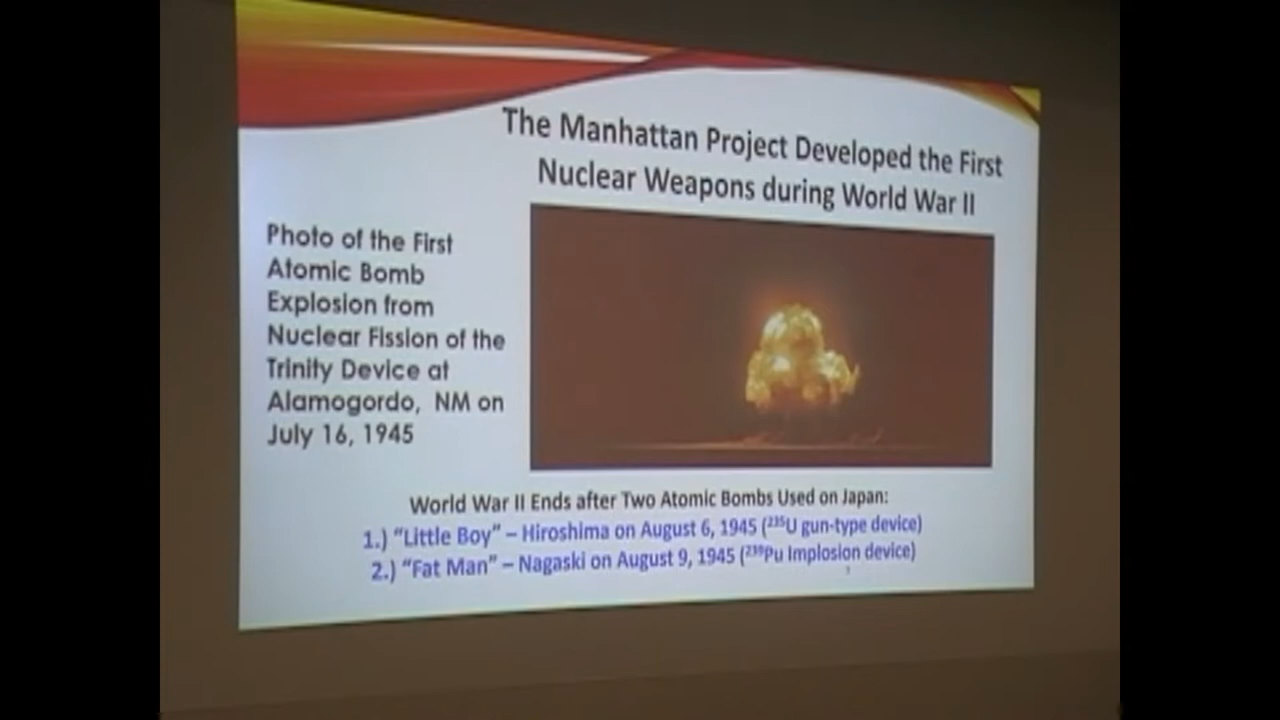 The Manhattan Project Developed the First
Nuclear Weapons during World War II
Photo of the First
Atomic Bomb
Explosion from
Nuclear Fission of the
Trinity Device at
Alamogordo, NM on
July 16, 1945
World War II Ends after Two Atomic Bombs Used on Japan:
1.) “Little Boy” – Hiroshima on August 6, 1945 (²³⁵U gun-type device)
2.) “Fat Man” – Nagaski on August 9, 1945 (²³⁹Pu Implosion device)